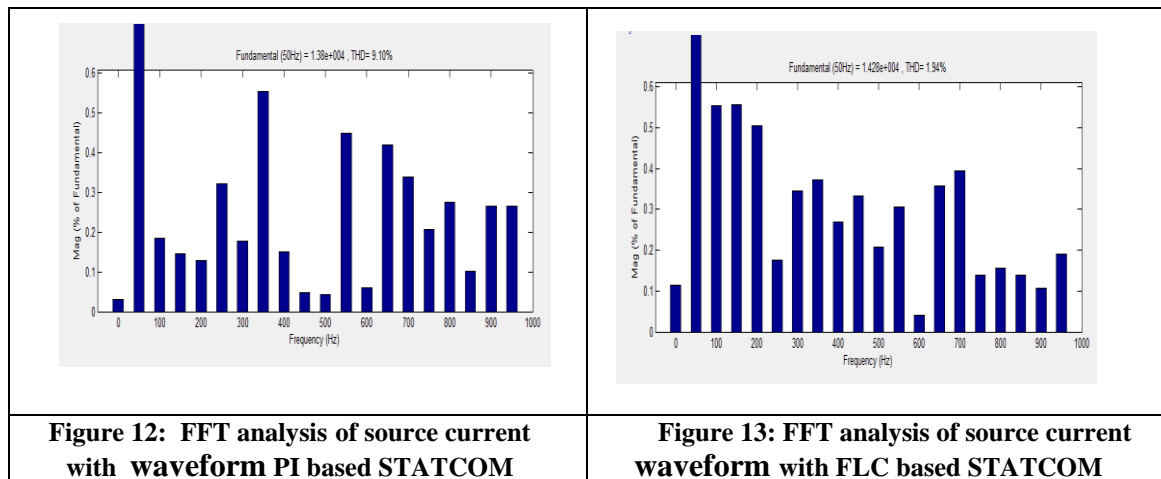 Fundamental (50Hz) = 1.38e+004 , THD= 9.10%
0.6
0.5
0.4
0.3
0.2
0.1
0
Mag (% of Fundamental)
0 100 200 300 400 500 600 700 800 900 1000
Frequency (Hz)
Fundamental (50Hz) = 1.428e+004 , THD= 1.94%
0.6
0.5
0.4
0.3
0.2
0.1
0
Mag (% of Fundamental)
0 100 200 300 400 500 600 700 800 900 1000
Frequency (Hz)
Figure 12: FFT analysis of source current
with waveform PI based STATCOM
Figure 13: FFT analysis of source current
waveform with FLC based STATCOM